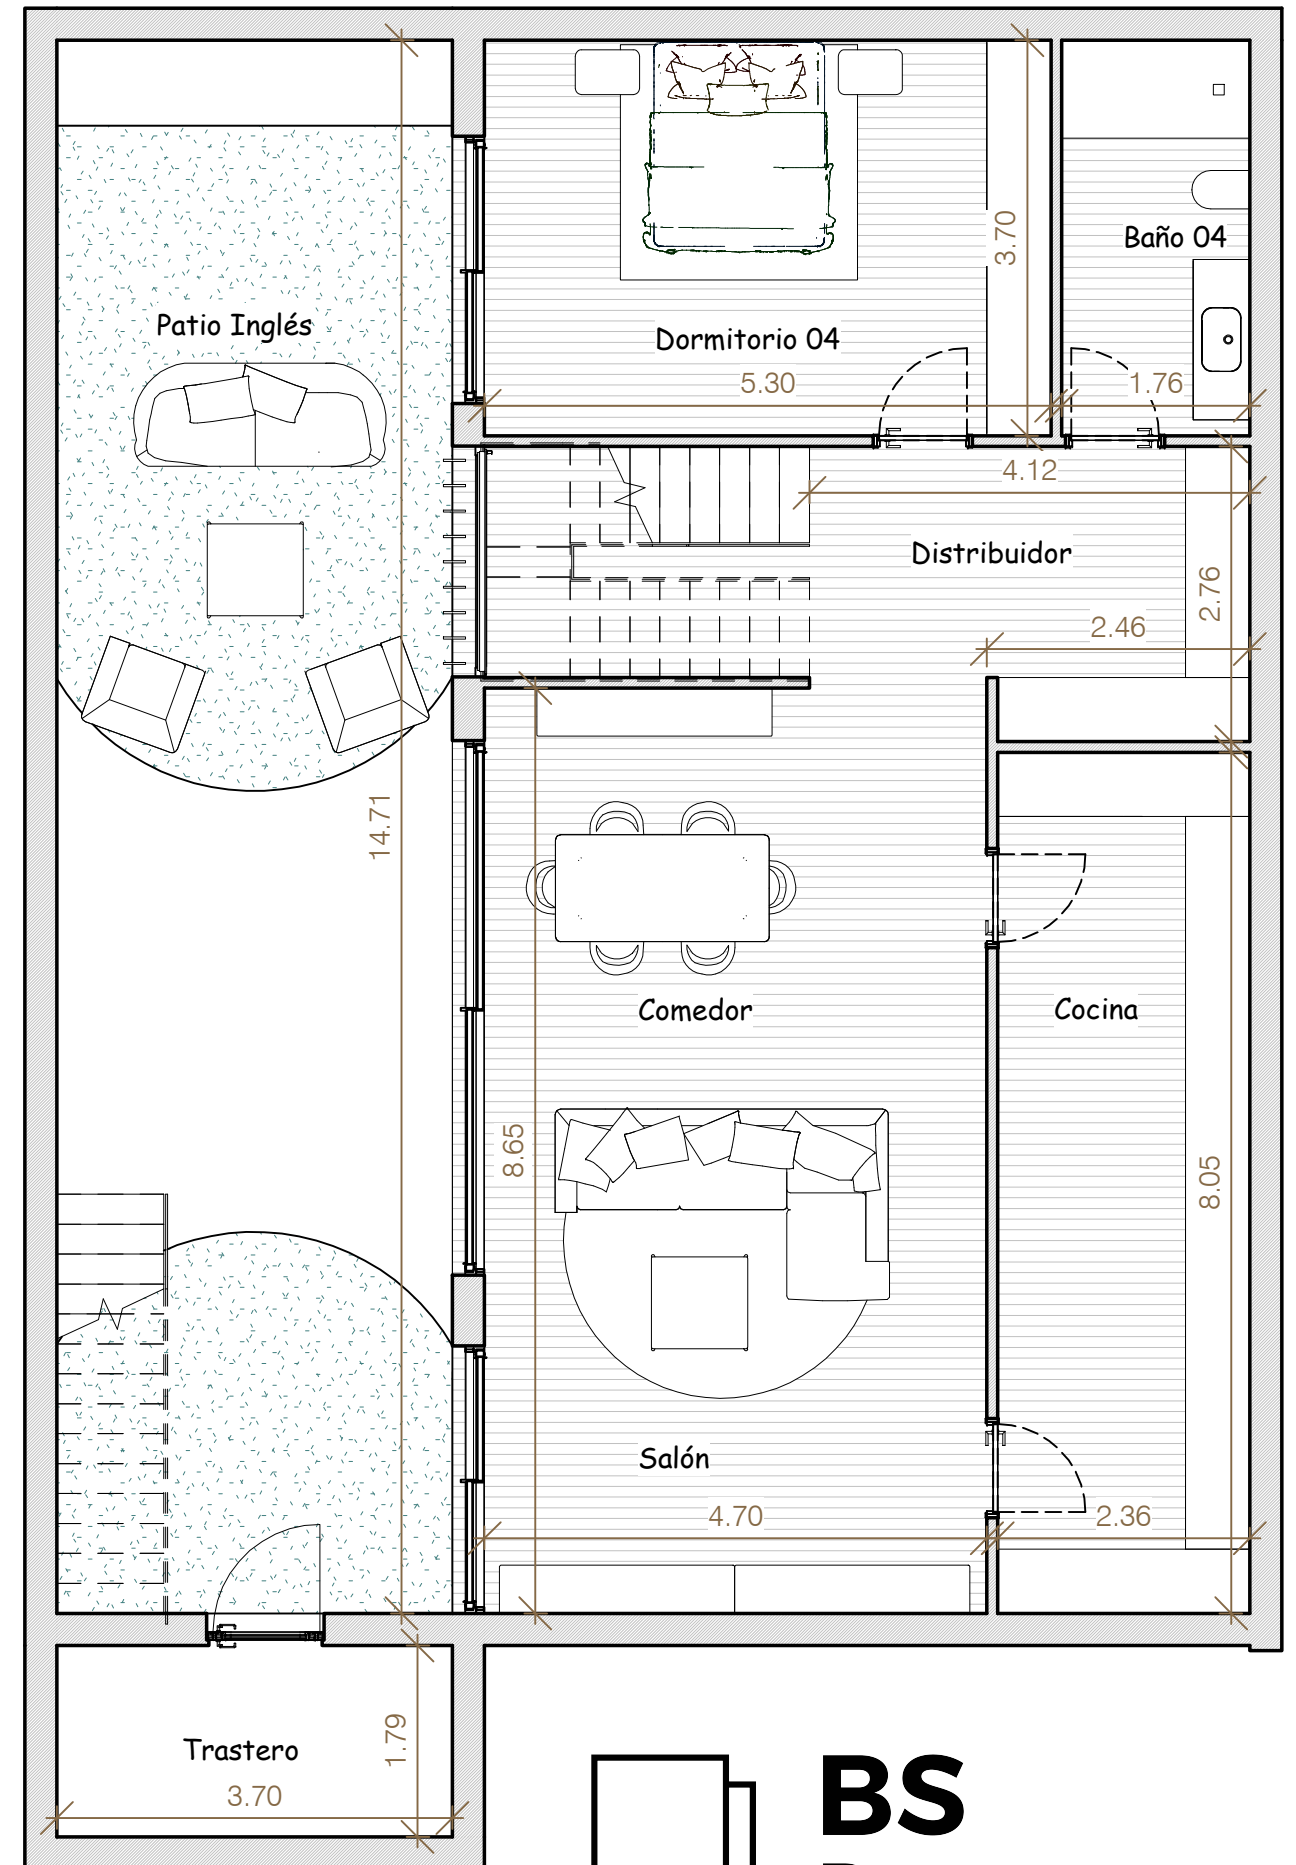 3.70
Baño 04
Patio Inglés
Dormitorio 04
5.30
1.76
4.12
Distribuidor
2.76
2.46
14.71
Comedor
Cocina
8.65
8.05
Salón
4.70
2.36
1.79
Trastero
3.70
BS